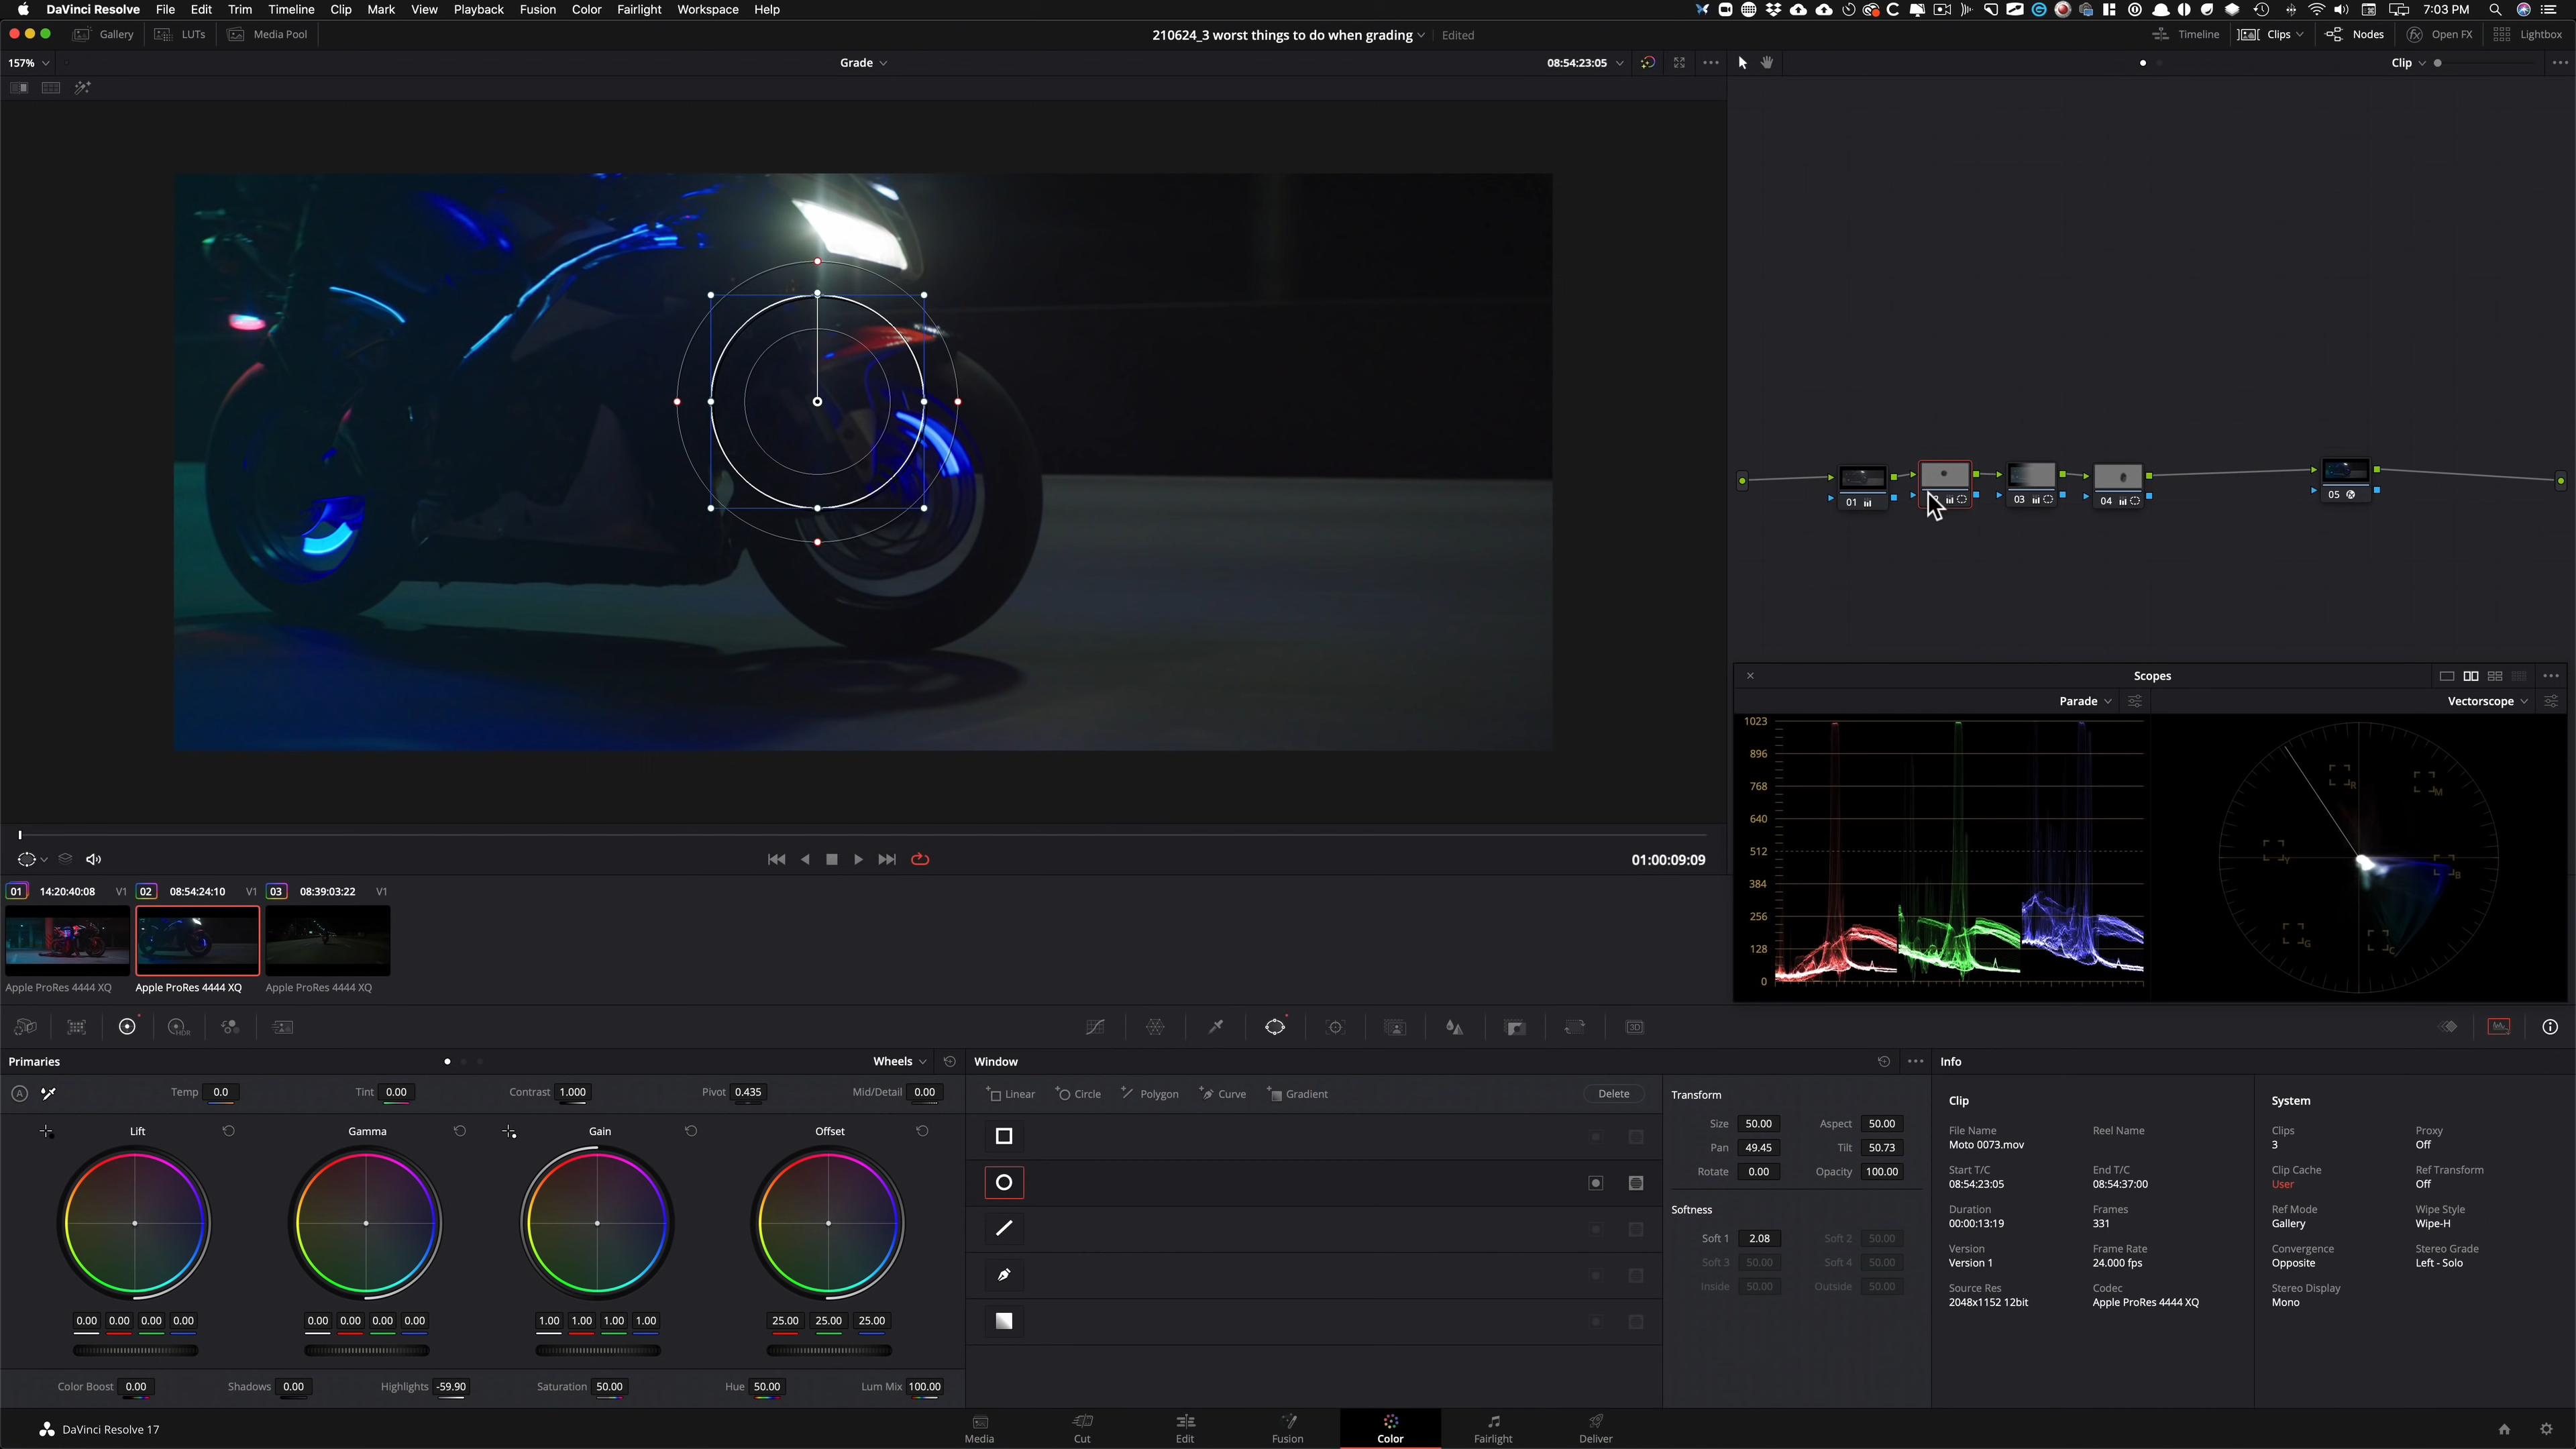 DaVinci Resolve File Edit Trim Timeline Clip Mark View Playback Fusion Color Fairlight Workspace Help 7:03 PM
Gallery LUTs Media Pool 210624_3 worst things to do when grading Edited Timeline Clips Nodes Open FX Lightbox
157% Grade 08:54:23:05 Clip
01 03 04 05
Scopes
Parade Vectorscope
1023
896
768
640
512
384
256
128
0
R M B C G Y
01:00:09:09
01 14:20:40:08 V1 02 08:54:24:10 V1 03 08:39:03:22 V1
Apple ProRes 4444 XQ Apple ProRes 4444 XQ Apple ProRes 4444 XQ
HDR 3D
Primaries Wheels Window Info
A Temp 0.0 Tint 0.00 Contrast 1.000 Pivot 0.435 Mid/Detail 0.00
Linear Circle Polygon Curve Gradient Delete
Lift Gamma Gain Offset
0.00 0.00 0.00 0.00 0.00 0.00 0.00 0.00 1.00 1.00 1.00 1.00 25.00 25.00 25.00
Color Boost 0.00 Shadows 0.00 Highlights -59.90 Saturation 50.00 Hue 50.00 Lum Mix 100.00
Transform
Size 50.00 Aspect 50.00
Pan 49.45 Tilt 50.73
Rotate 0.00 Opacity 100.00
Softness
Soft 1 2.08 Soft 2 50.00
Soft 3 50.00 Soft 4 50.00
Inside 50.00 Outside 50.00
Clip
File Name Reel Name
Moto 0073.mov
Start T/C End T/C
08:54:23:05 08:54:37:00
Duration Frames
00:00:13:19 331
Version Frame Rate
Version 1 24.000 fps
Source Res Codec
2048x1152 12bit Apple ProRes 4444 XQ
System
Clips Proxy
3 Off
Clip Cache Ref Transform
User Off
Ref Mode Wipe Style
Gallery Wipe-H
Convergence Stereo Grade
Opposite Left - Solo
Stereo Display
Mono
DaVinci Resolve 17 Media Cut Edit Fusion Color Fairlight Deliver